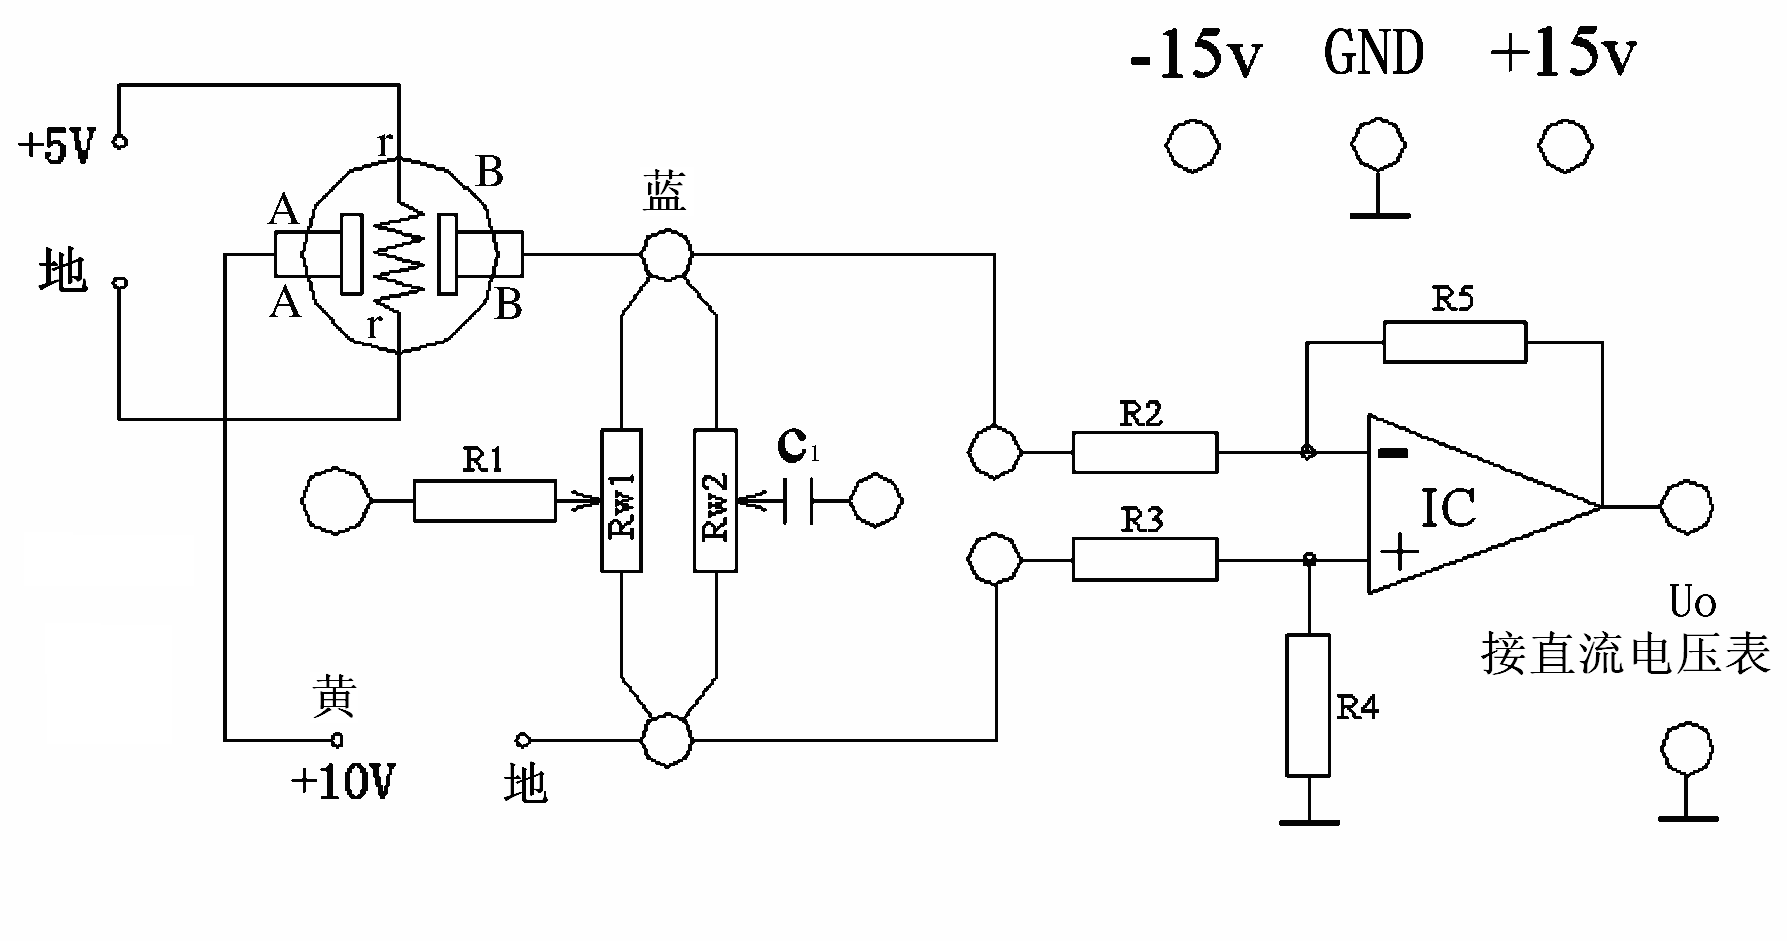 -15v GND +15v
+5V
r
B
A
蓝
地
A
B
r
R5
R2
R1
C1
Rw1
Rw2
IC
-
+
R3
Uo
接直流电压表
黄
R4
+10V
地